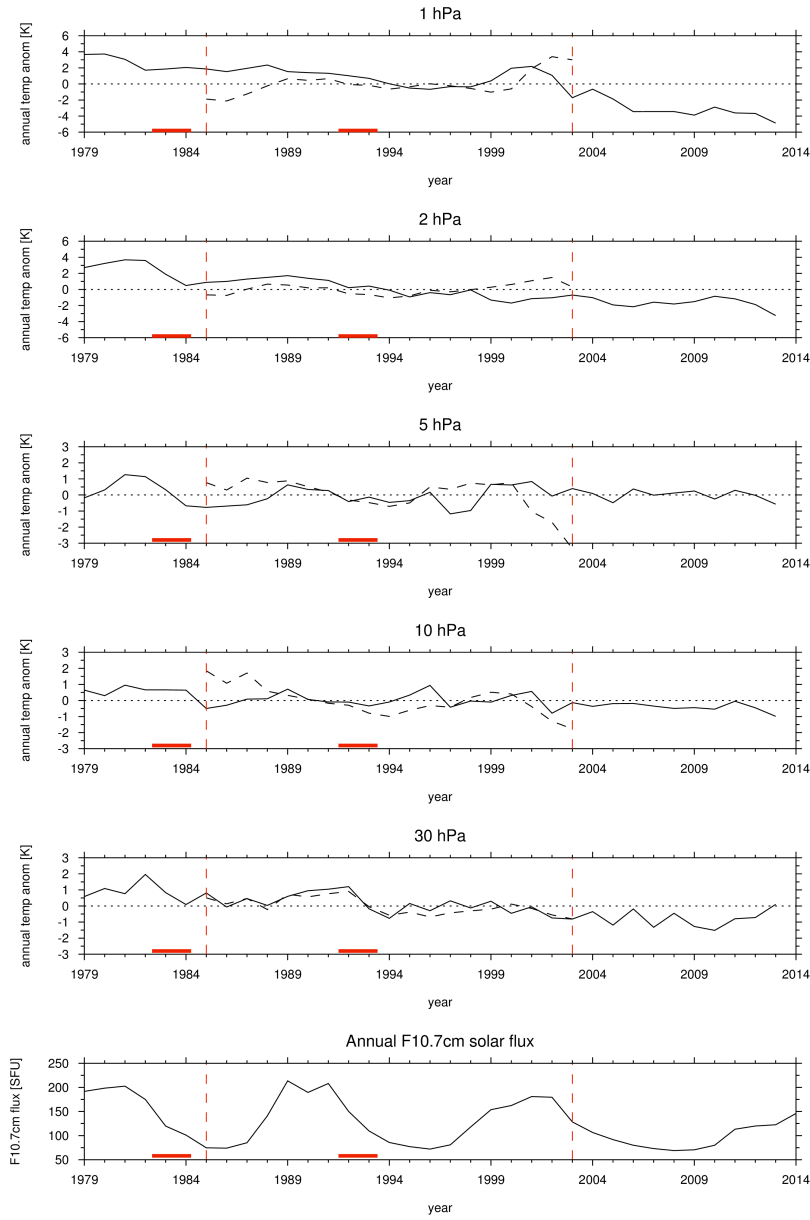 1 hPa
annual temp anom [K]
6
4
2
0
-2
-4
-6
1979 1984 1989 1994 1999 2004 2009 2014
year
2 hPa
annual temp anom [K]
6
4
2
0
-2
-4
-6
1979 1984 1989 1994 1999 2004 2009 2014
year
5 hPa
annual temp anom [K]
3
2
1
0
-1
-2
-3
1979 1984 1989 1994 1999 2004 2009 2014
year
10 hPa
annual temp anom [K]
3
2
1
0
-1
-2
-3
1979 1984 1989 1994 1999 2004 2009 2014
year
30 hPa
annual temp anom [K]
3
2
1
0
-1
-2
-3
1979 1984 1989 1994 1999 2004 2009 2014
year
Annual F10.7cm solar flux
F10.7cm flux [SFU]
250
200
150
100
50
1979 1984 1989 1994 1999 2004 2009 2014
year